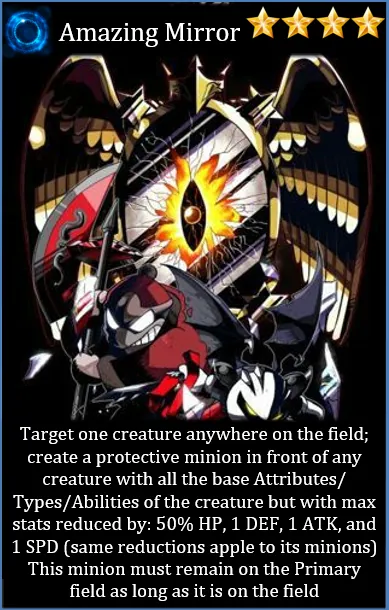 Amazing Mirror
Target one creature anywhere on the field;
create a protective minion in front of any
creature with all the base Attributes/
Types/Abilities of the creature but with max
stats reduced by: 50% HP, 1 DEF, 1 ATK, and
1 SPD (same reductions apple to its minions)
This minion must remain on the Primary
field as long as it is on the field